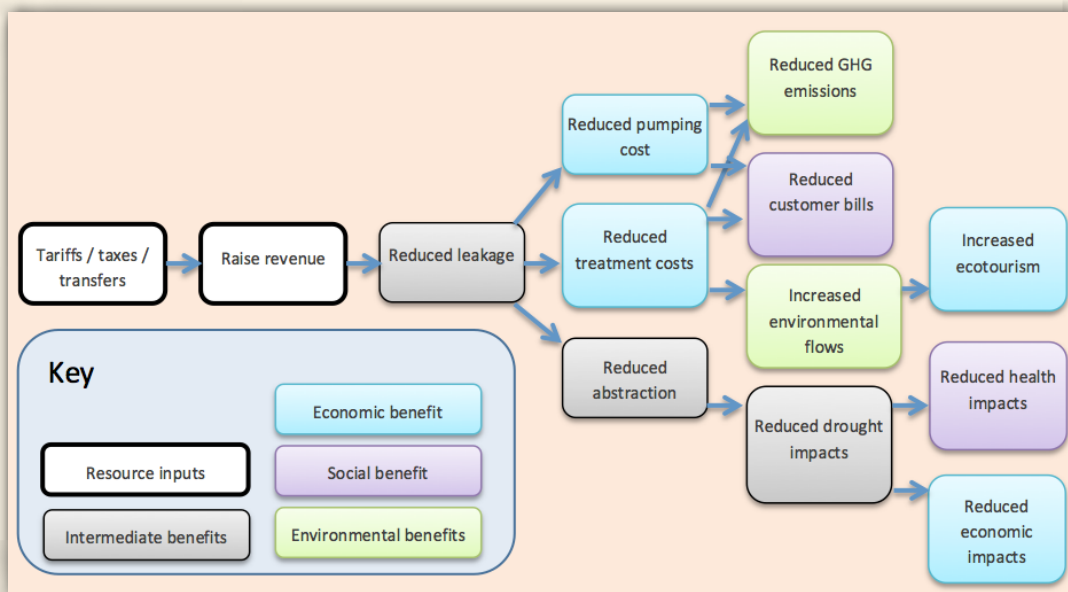 Tariffs / taxes /
transfers
Raise revenue
Reduced leakage
Reduced pumping
cost
Reduced
treatment costs
Reduced
abstraction
Reduced GHG
emissions
Reduced
customer bills
Increased
environmental
flows
Reduced drought
impacts
Increased
ecotourism
Reduced health
impacts
Reduced
economic
impacts
Key
Resource inputs
Intermediate benefits
Economic benefit
Social benefit
Environmental benefits